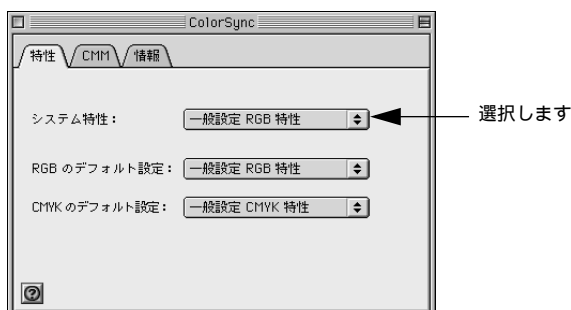 ColorSync
特性 CMM 情報
システム特性： 一般設定 RGB 特性 選択します
RGB のデフォルト設定： 一般設定 RGB 特性
CMYK のデフォルト設定： 一般設定 CMYK 特性
?